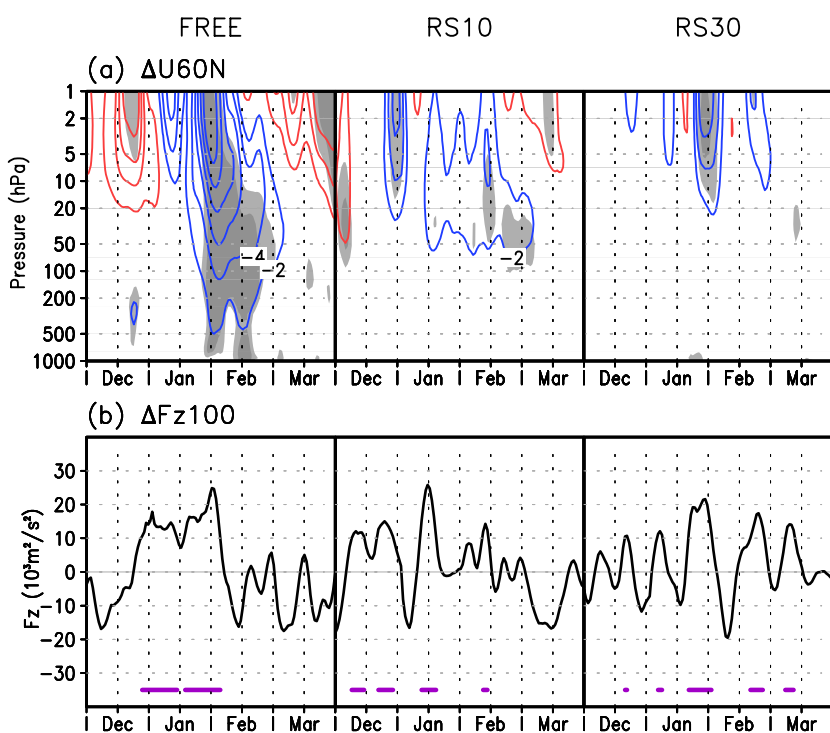 FREE RS10 RS30
(a) ΔU60N
Pressure (hPa)
1
2
5
10
20
50
100
200
500
1000
−4
−2
−2
Dec Jan Feb Mar Dec Jan Feb Mar Dec Jan Feb Mar
(b) ΔFz100
Fz (10³m²/s²)
30
20
10
0
−10
−20
−30
Dec Jan Feb Mar Dec Jan Feb Mar Dec Jan Feb Mar